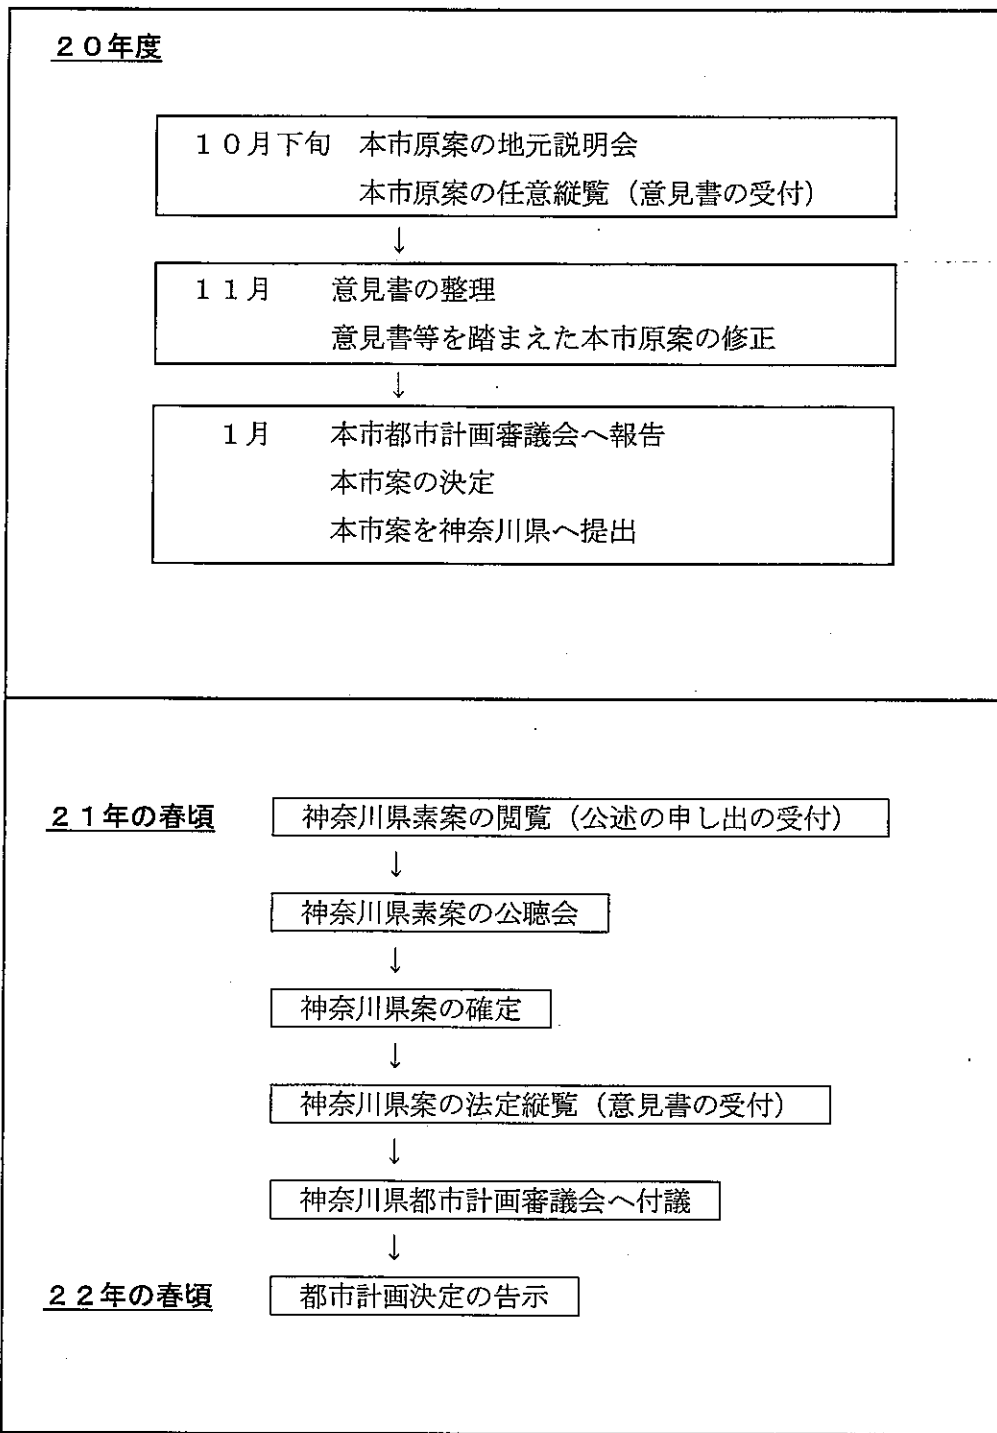 ２０年度
１０月下旬　本市原案の地元説明会
本市原案の任意縦覧（意見書の受付）
↓
１１月　意見書の整理
意見書等を踏まえた本市原案の修正
↓
１月　本市都市計画審議会へ報告
本市案の決定
本市案を神奈川県へ提出
２１年の春頃　神奈川県素案の閲覧（公述の申し出の受付）
↓
神奈川県素案の公聴会
↓
神奈川県案の確定
↓
神奈川県案の法定縦覧（意見書の受付）
↓
神奈川県都市計画審議会へ付議
↓
２２年の春頃　都市計画決定の告示